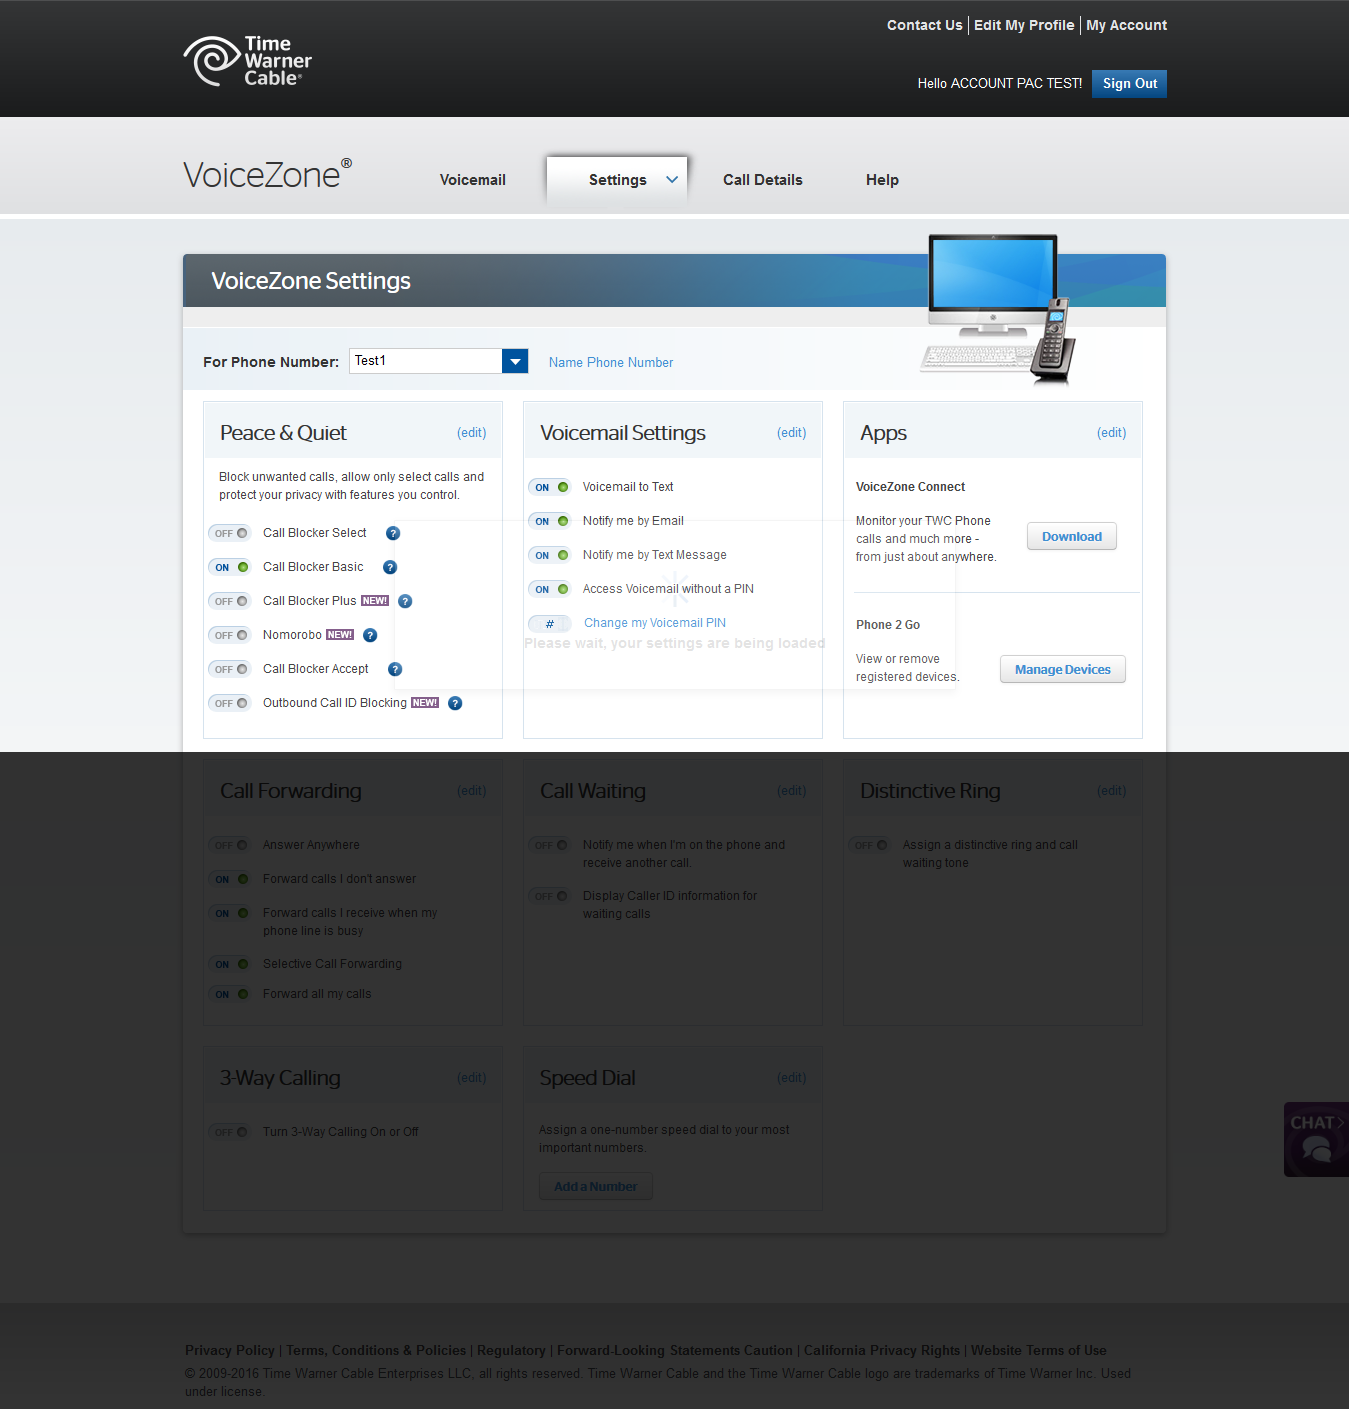 Contact Us | Edit My Profile | My Account
Time
Warner
Cable®
Hello ACCOUNT PAC TEST! Sign Out
VoiceZone®
Voicemail
Settings
Call Details
Help
VoiceZone Settings
For Phone Number: Test1 Name Phone Number
Peace & Quiet (edit)
Block unwanted calls, allow only select calls and
protect your privacy with features you control.
OFF Call Blocker Select ?
ON Call Blocker Basic ?
OFF Call Blocker Plus NEW! ?
OFF Nomorobo NEW! ?
OFF Call Blocker Accept ?
OFF Outbound Call ID Blocking NEW! ?
Voicemail Settings (edit)
ON Voicemail to Text
ON Notify me by Email
ON Notify me by Text Message
ON Access Voicemail without a PIN
# Change my Voicemail PIN
Please wait, your settings are being loaded
Apps (edit)
VoiceZone Connect
Monitor your TWC Phone
calls and much more -
from just about anywhere.
Download
Phone 2 Go
View or remove
registered devices.
Manage Devices
Call Forwarding (edit)
OFF Answer Anywhere
ON Forward calls I don't answer
ON Forward calls I receive when my
phone line is busy
ON Selective Call Forwarding
ON Forward all my calls
Call Waiting (edit)
OFF Notify me when I'm on the phone and
receive another call.
OFF Display Caller ID information for
waiting calls
Distinctive Ring (edit)
OFF Assign a distinctive ring and call
waiting tone
3-Way Calling (edit)
OFF Turn 3-Way Calling On or Off
Speed Dial (edit)
Assign a one-number speed dial to your most
important numbers.
Add a Number
CHAT
Privacy Policy | Terms, Conditions & Policies | Regulatory | Forward-Looking Statements Caution | California Privacy Rights | Website Terms of Use
© 2009-2016 Time Warner Cable Enterprises LLC, all rights reserved. Time Warner Cable and the Time Warner Cable logo are trademarks of Time Warner Inc. Used
under license.